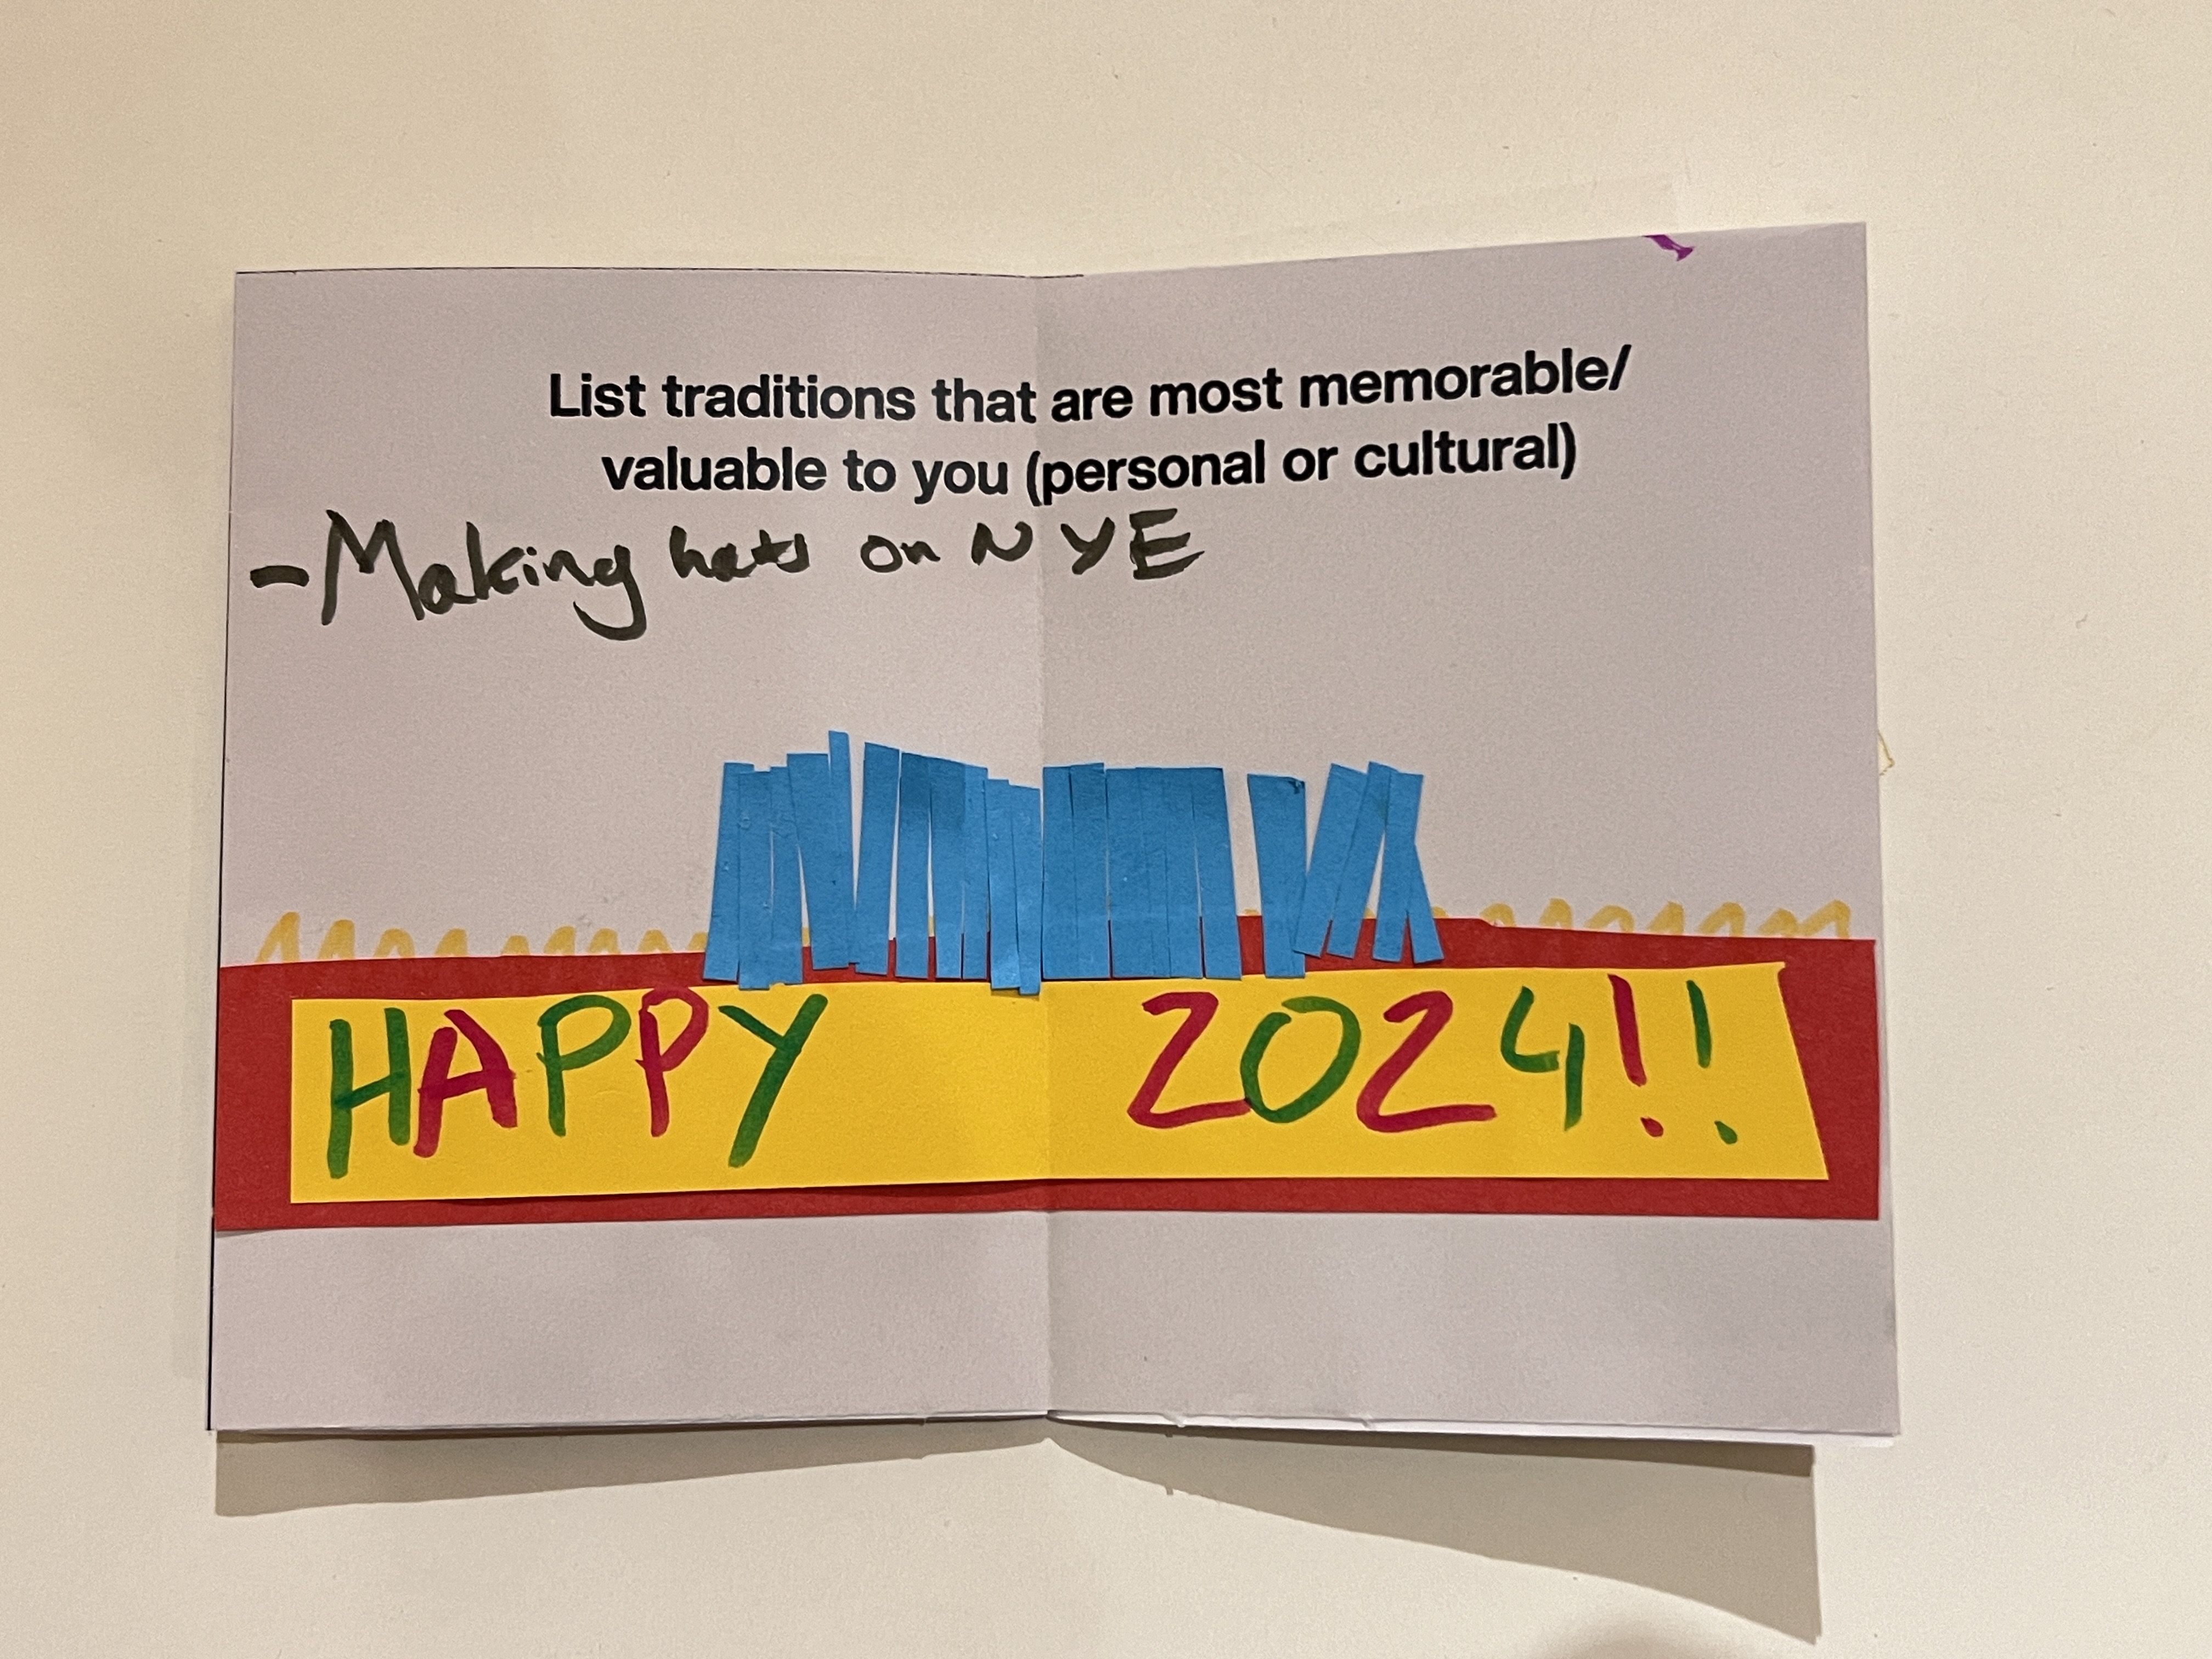 List traditions that are most memorable/
valuable to you (personal or cultural)
- Making hats on NYE
HAPPY 2024!!